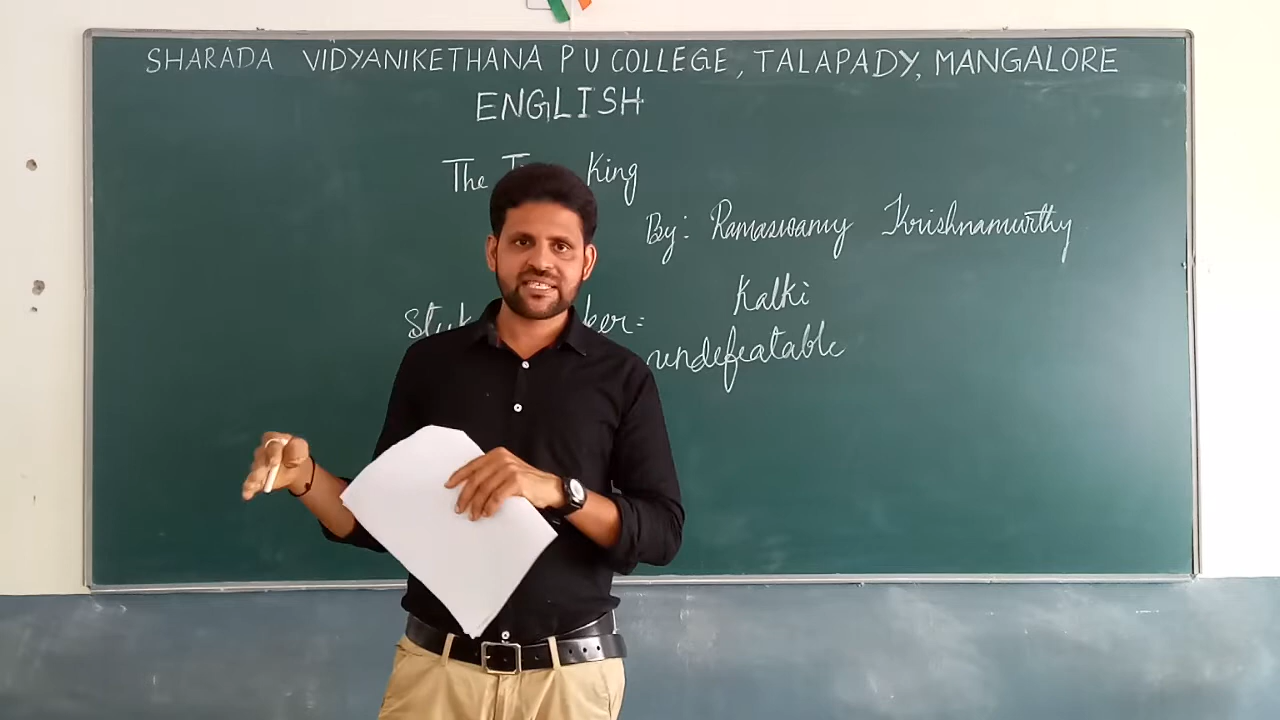 SHARADA VIDYANIKETHANA P U COLLEGE, TALAPADY, MANGALORE
ENGLISH
The King
By: Ramaswamy Krishnamurthy
Kalki
undefeatable